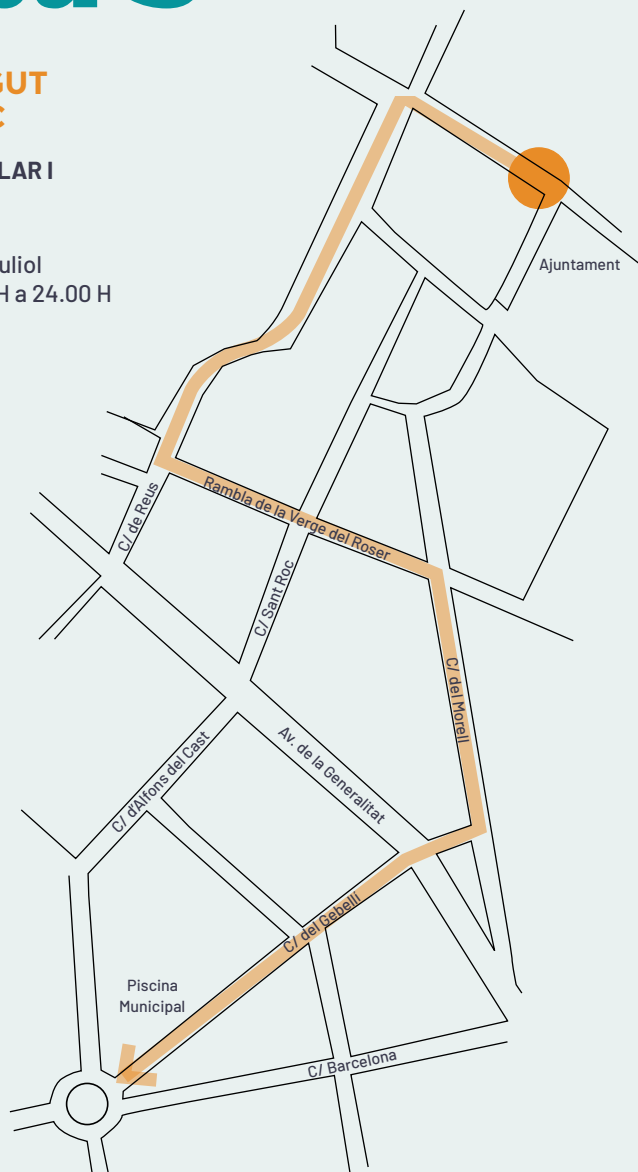 GUT
LAR I
uliol
H a 24.00 H
Ajuntament
C/ de Reus
Rambla de la Verge del Roser
C/ Sant Roc
C/ del Morell
Av. de la Generalitat
C/ d'Alfons del Cast
C/ del Gebellí
Piscina
Municipal
C/ Barcelona